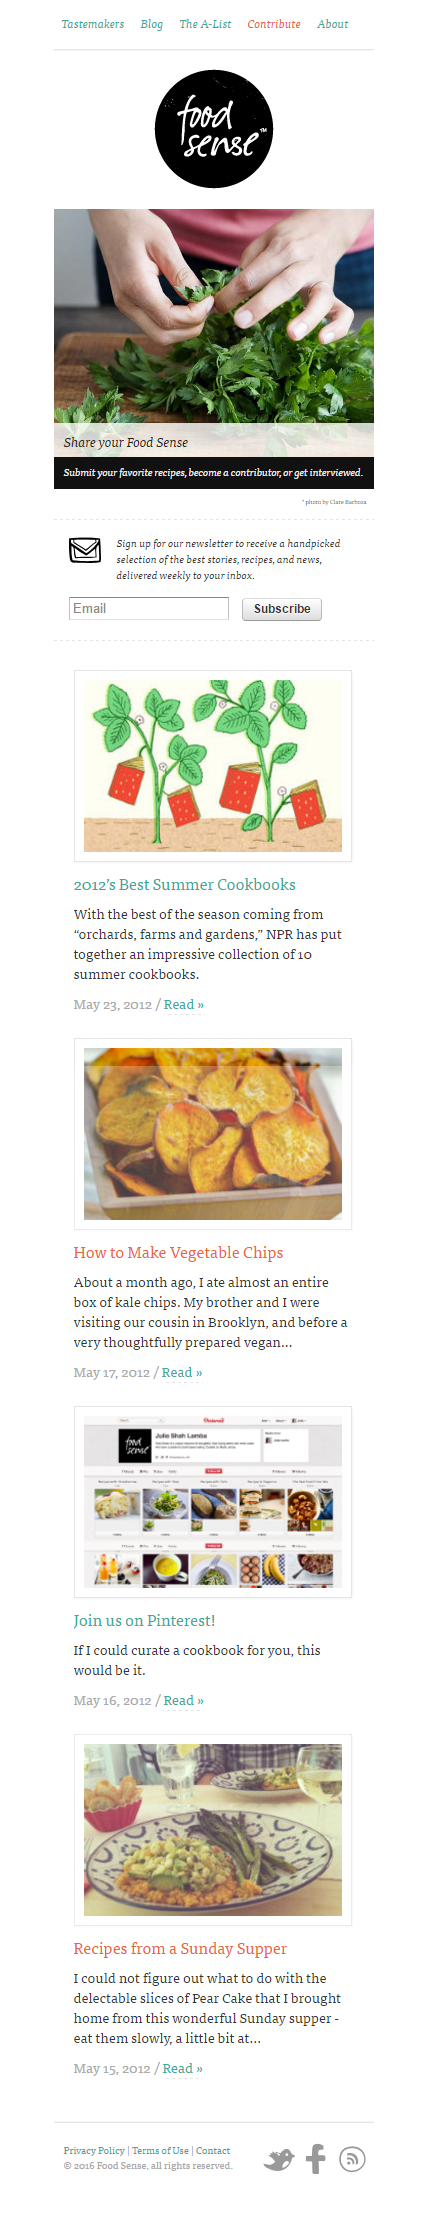 Tastemakers Blog The A-List Contribute About
food
sense™
Share your Food Sense
Submit your favorite recipes, become a contributor, or get interviewed.
* photo by Clare Barboza
Sign up for our newsletter to receive a handpicked
selection of the best stories, recipes, and news,
delivered weekly to your inbox.
Email Subscribe
2012's Best Summer Cookbooks
With the best of the season coming from
“orchards, farms and gardens,” NPR has put
together an impressive collection of 10
summer cookbooks.
May 23, 2012 / Read »
How to Make Vegetable Chips
About a month ago, I ate almost an entire
box of kale chips. My brother and I were
visiting our cousin in Brooklyn, and before a
very thoughtfully prepared vegan...
May 17, 2012 / Read »
Pinterest
food
sense
Julie Shah Lamba
Join us on Pinterest!
If I could curate a cookbook for you, this
would be it.
May 16, 2012 / Read »
Recipes from a Sunday Supper
I could not figure out what to do with the
delectable slices of Pear Cake that I brought
home from this wonderful Sunday supper -
eat them slowly, a little bit at...
May 15, 2012 / Read »
Privacy Policy | Terms of Use | Contact
© 2016 Food Sense, all rights reserved.